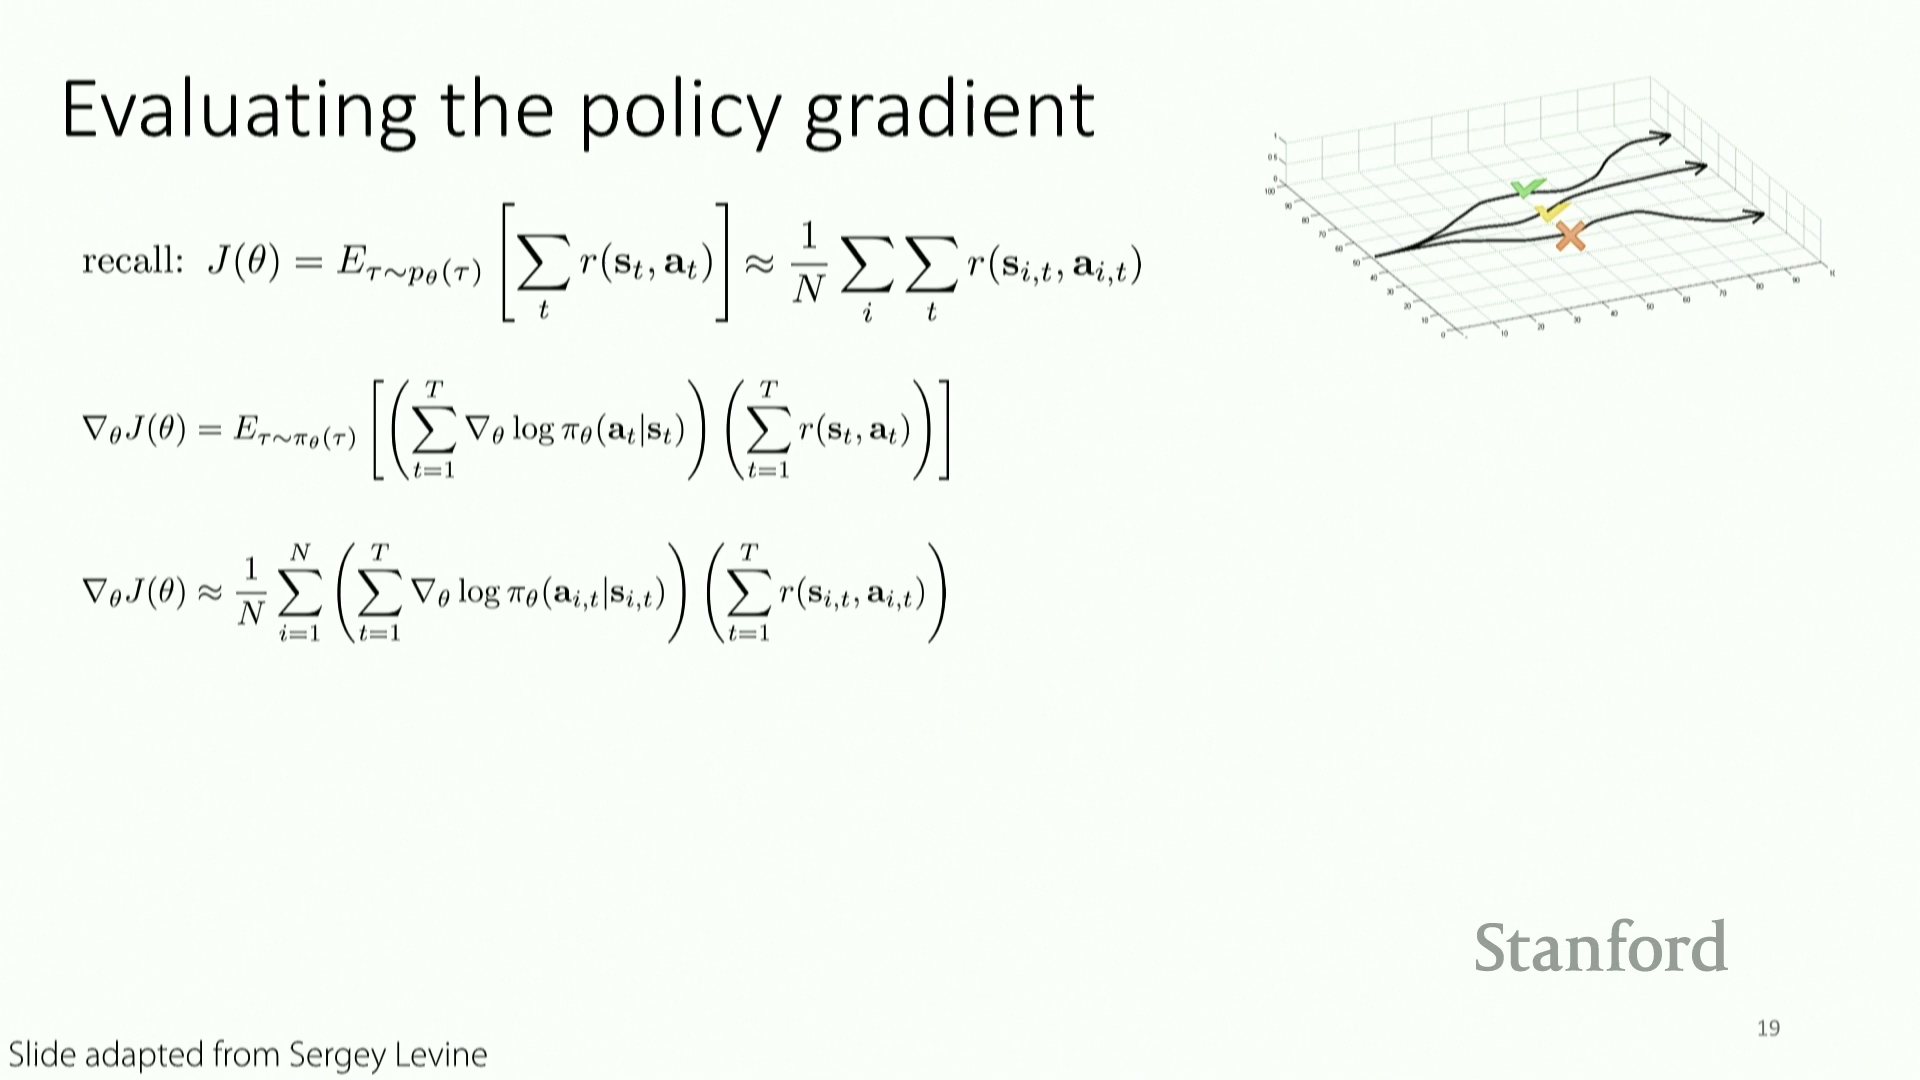 Evaluating the policy gradient
recall: J(θ) = E_{τ∼p_θ(τ)} [∑_t r(s_t, a_t)] ≈ 1/N ∑_i ∑_t r(s_{i,t}, a_{i,t})
∇_θ J(θ) = E_{τ∼π_θ(τ)} [(∑_{t=1}^T ∇_θ log π_θ(a_t|s_t)) (∑_{t=1}^T r(s_t, a_t))]
∇_θ J(θ) ≈ 1/N ∑_{i=1}^N (∑_{t=1}^T ∇_θ log π_θ(a_{i,t}|s_{i,t})) (∑_{t=1}^T r(s_{i,t}, a_{i,t}))
Stanford
19
Slide adapted from Sergey Levine